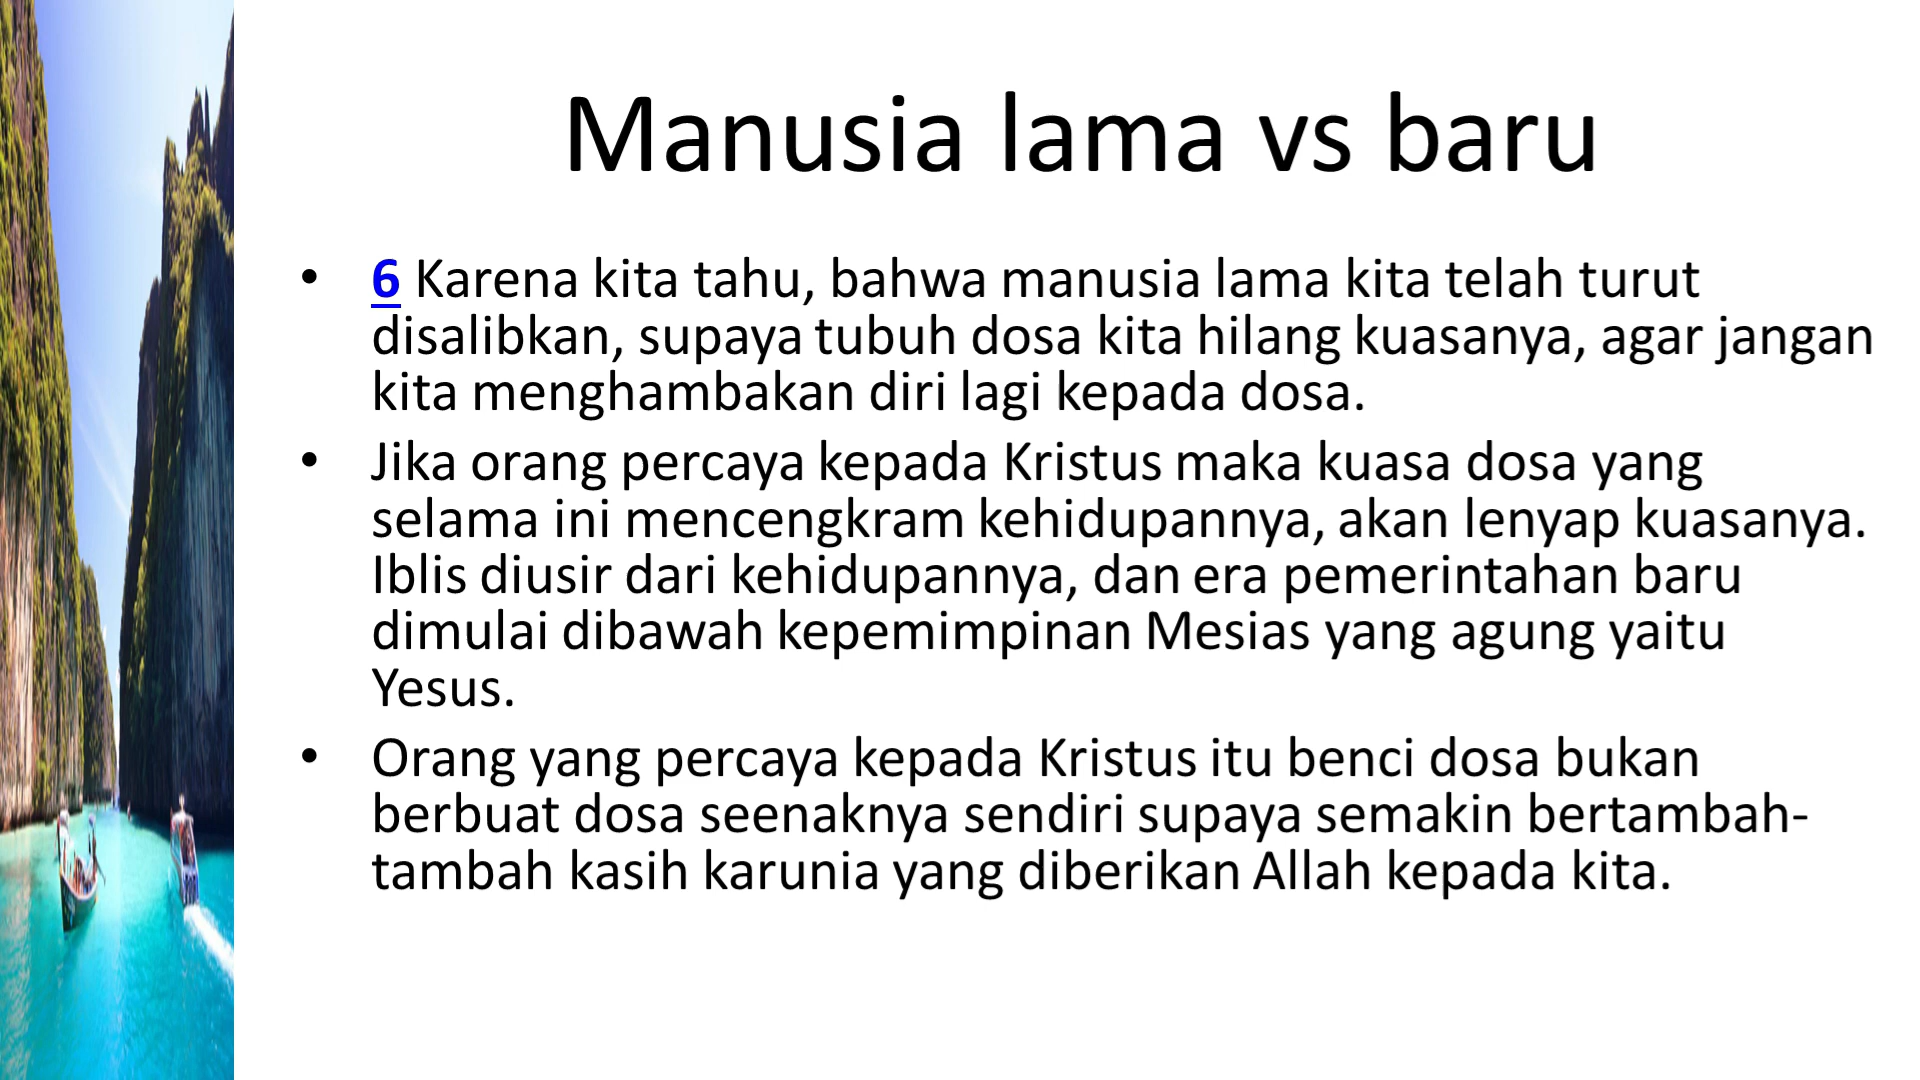 Manusia lama vs baru
• 6 Karena kita tahu, bahwa manusia lama kita telah turut
disalibkan, supaya tubuh dosa kita hilang kuasanya, agar jangan
kita menghambakan diri lagi kepada dosa.
• Jika orang percaya kepada Kristus maka kuasa dosa yang
selama ini mencengkram kehidupannya, akan lenyap kuasanya.
Iblis diusir dari kehidupannya, dan era pemerintahan baru
dimulai dibawah kepemimpinan Mesias yang agung yaitu
Yesus.
• Orang yang percaya kepada Kristus itu benci dosa bukan
berbuat dosa seenaknya sendiri supaya semakin bertambah-
tambah kasih karunia yang diberikan Allah kepada kita.